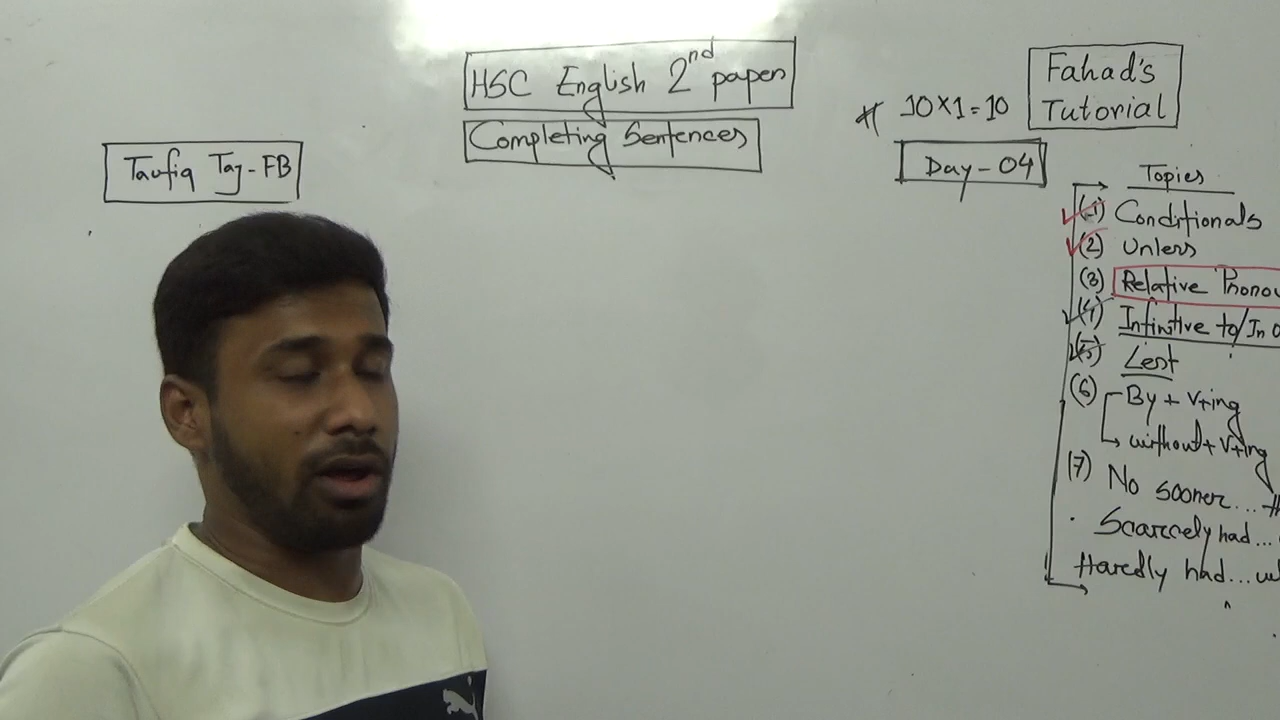 HSC English 2nd paper
Completing Sentences
* 10×1=10
Fahad's
Tutorial
Day-04
Taufiq Taj-FB
Topics
(1) Conditionals
(2) Unless
(3) Relative
(4) Infinitive to/In
(5) Lest
(6) By + V+ing
without + V+ing
(7) No sooner...
Scarcely had...
Hardly had...